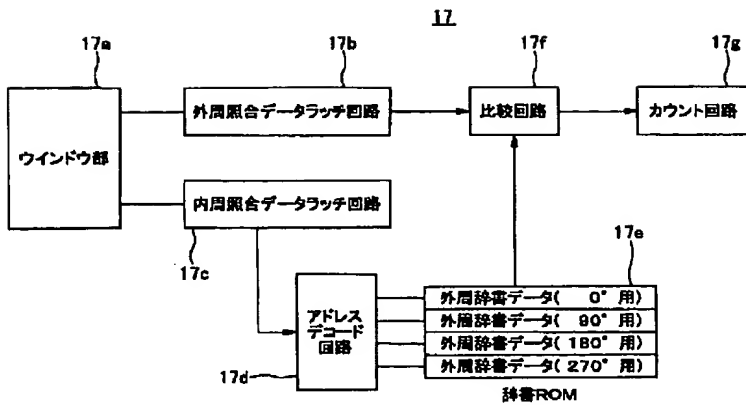 17
17a
17b
17f
17g
ウインドウ部
外周照合データラッチ回路
比較回路
カウント回路
内周照合データラッチ回路
17c
17e
アドレス
デコード
回路
17d
外周辞書データ( 0° 用)
外周辞書データ( 90° 用)
外周辞書データ( 180° 用)
外周辞書データ( 270° 用)
辞書ROM